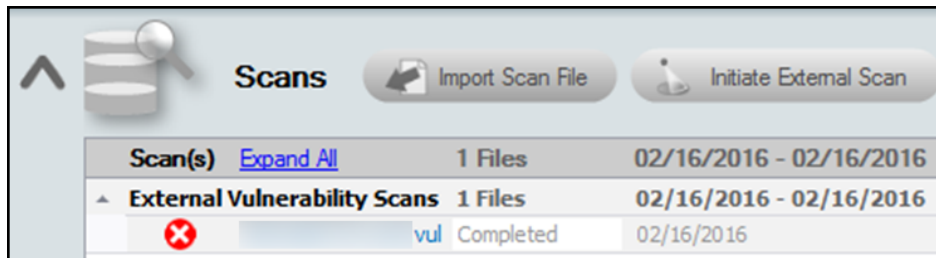 Scans Import Scan File Initiate External Scan
Scan(s) Expand All 1 Files 02/16/2016 - 02/16/2016
External Vulnerability Scans 1 Files 02/16/2016 - 02/16/2016
vul Completed 02/16/2016